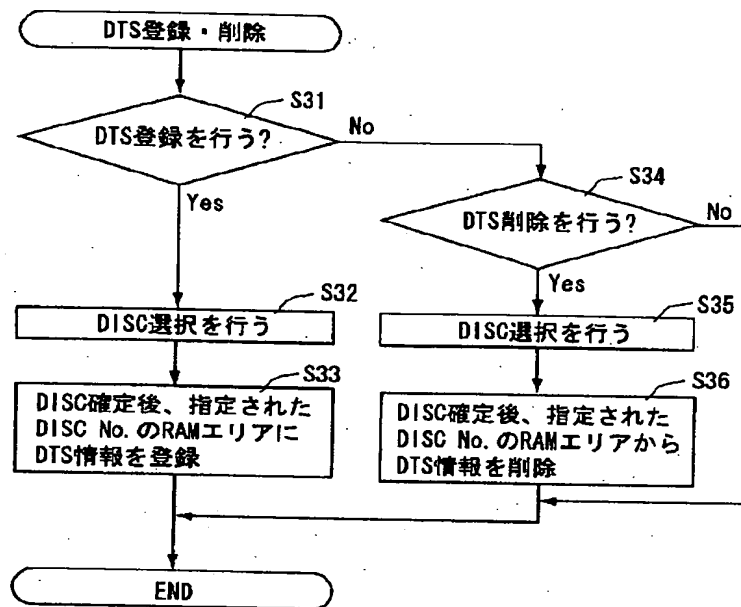 DTS登録・削除
S31
DTS登録を行う?
No
Yes
S34
DTS削除を行う?
No
Yes
S32
DISC選択を行う
S35
DISC選択を行う
S33
DISC確定後、指定された
DISC No.のRAMエリアに
DTS情報を登録
S36
DISC確定後、指定された
DISC No.のRAMエリアから
DTS情報を削除
END